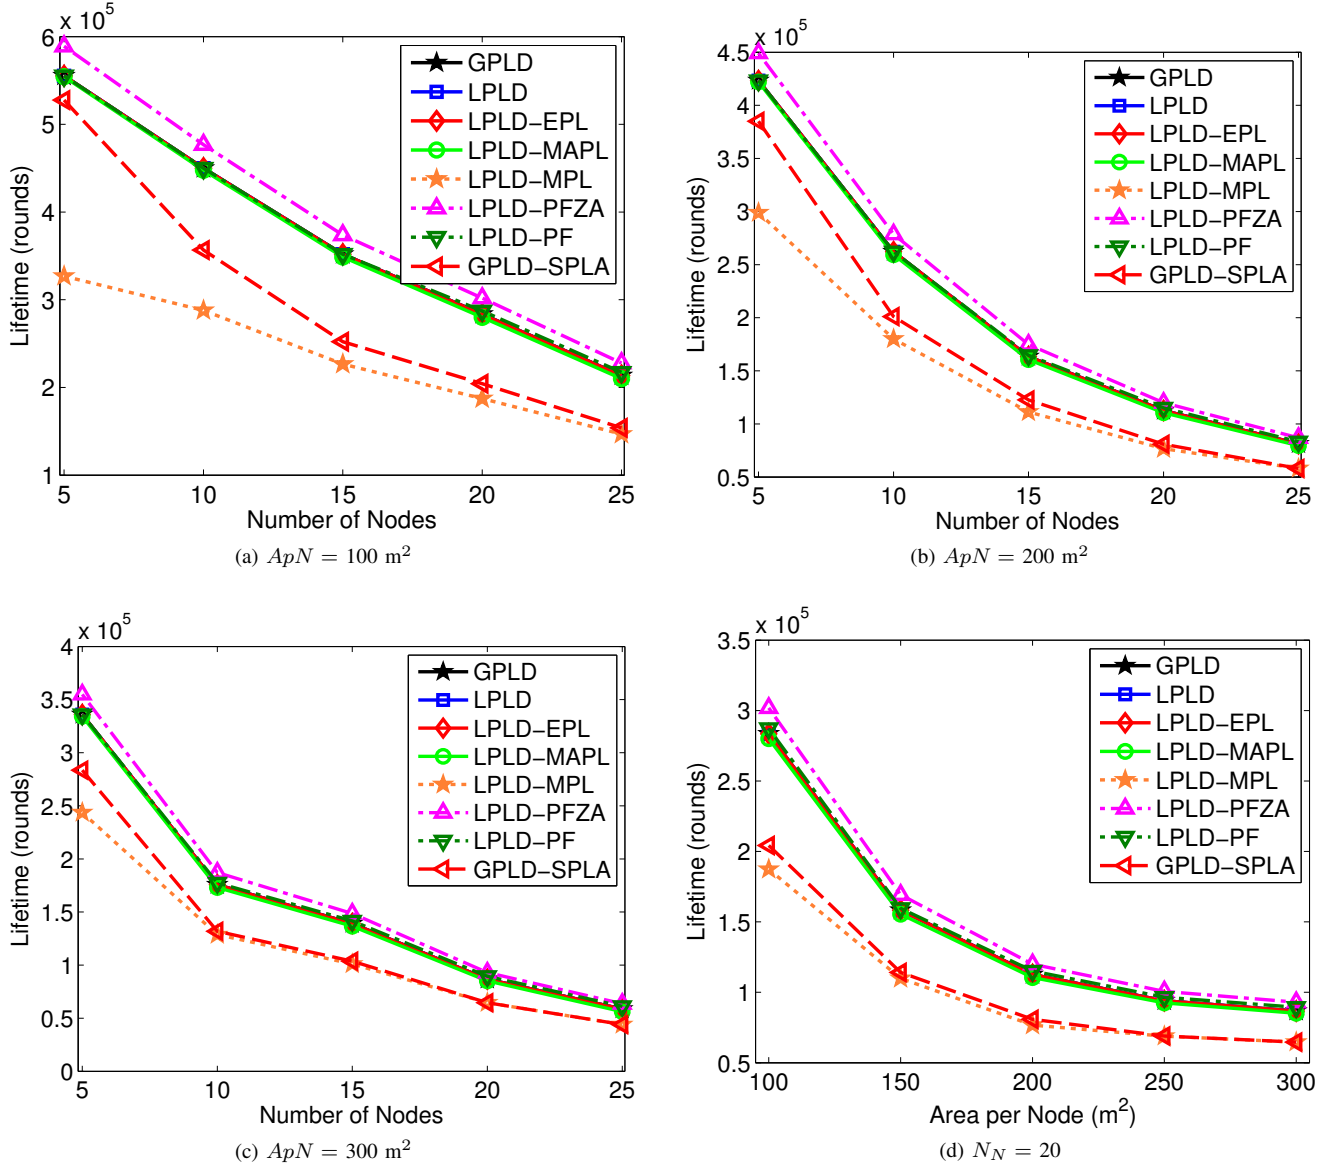 x 10^5
6
5
4
3
2
1
5
10
15
20
25
Lifetime (rounds)
Number of Nodes
GPLD
LPLD
LPLD−EPL
LPLD−MAPL
LPLD−MPL
LPLD−PFZA
LPLD−PF
GPLD−SPLA
(a) ApN = 100 m²
x 10^5
4.5
4
3.5
3
2.5
2
1.5
1
0.5
5
10
15
20
25
Lifetime (rounds)
Number of Nodes
GPLD
LPLD
LPLD−EPL
LPLD−MAPL
LPLD−MPL
LPLD−PFZA
LPLD−PF
GPLD−SPLA
(b) ApN = 200 m²
x 10^5
4
3.5
3
2.5
2
1.5
1
0.5
0
5
10
15
20
25
Lifetime (rounds)
Number of Nodes
GPLD
LPLD
LPLD−EPL
LPLD−MAPL
LPLD−MPL
LPLD−PFZA
LPLD−PF
GPLD−SPLA
(c) ApN = 300 m²
x 10^5
3.5
3
2.5
2
1.5
1
0.5
100
150
200
250
300
Lifetime (rounds)
Area per Node (m²)
GPLD
LPLD
LPLD−EPL
LPLD−MAPL
LPLD−MPL
LPLD−PFZA
LPLD−PF
GPLD−SPLA
(d) N_N = 20